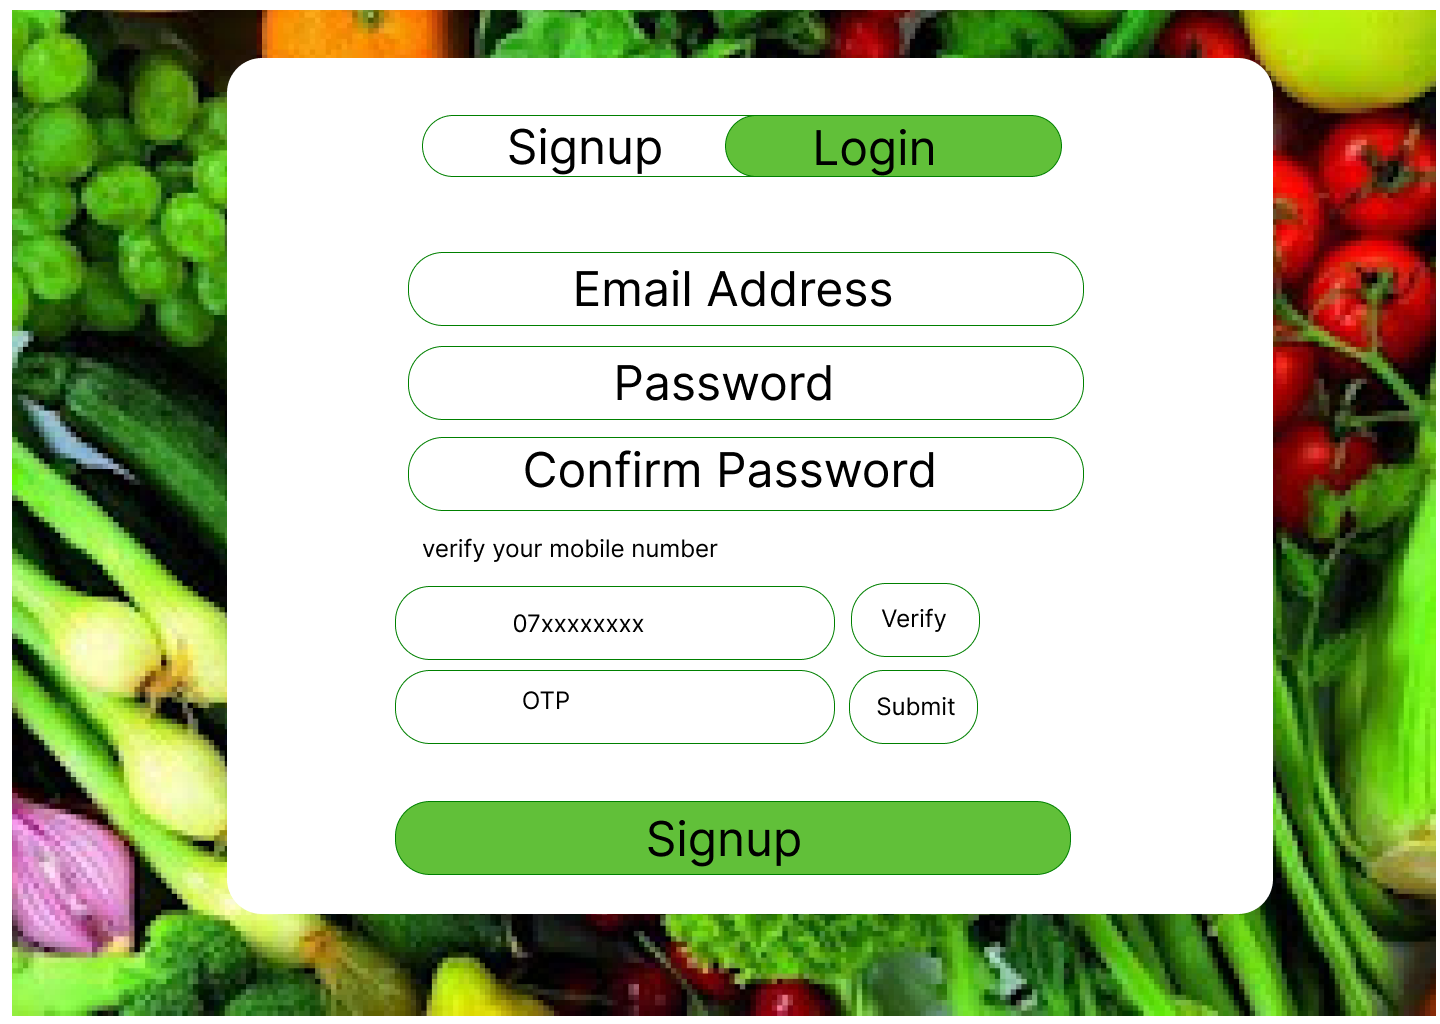 Signup Login
Email Address
Password
Confirm Password
verify your mobile number
07xxxxxxxx Verify
OTP Submit
Signup